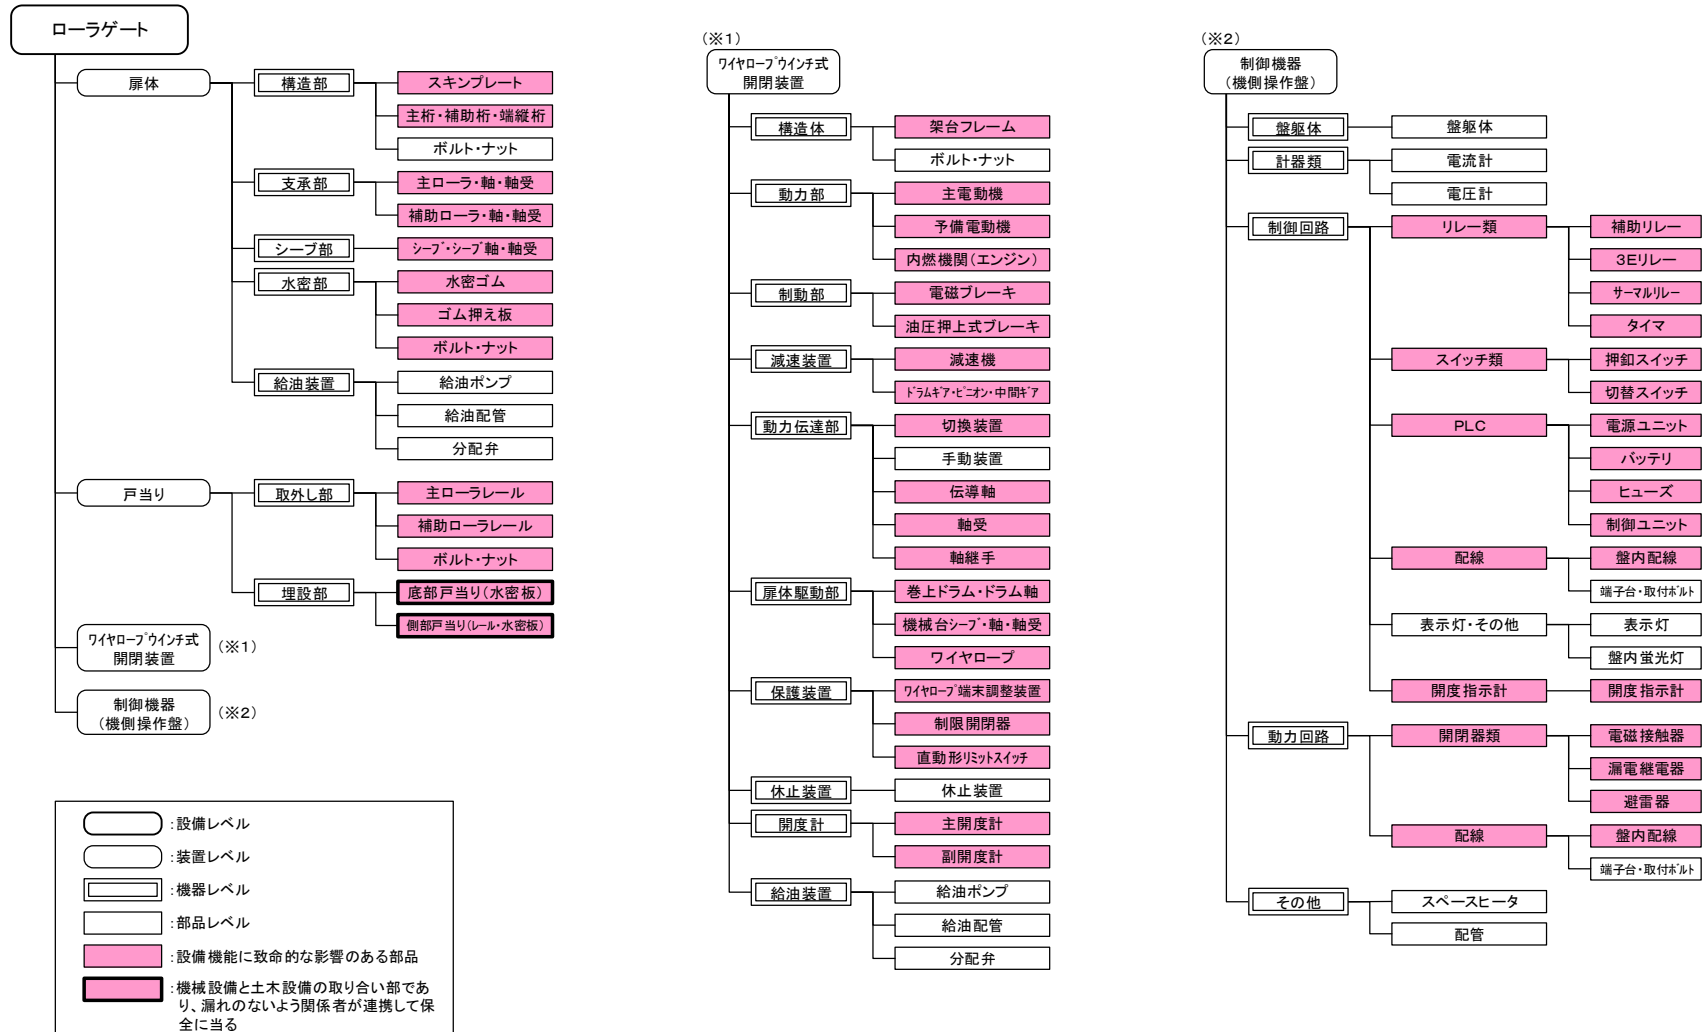 ローラゲート
扉体
構造部
スキンプレート
主桁・補助桁・端縦桁
ボルト・ナット
支承部
主ローラ・軸・軸受
補助ローラ・軸・軸受
シーブ部
シーブ・シーブ軸・軸受
水密部
水密ゴム
ゴム押え板
ボルト・ナット
給油装置
給油ポンプ
給油配管
分配弁
戸当り
取外し部
主ローラレール
補助ローラレール
ボルト・ナット
埋設部
底部戸当り(水密板)
側部戸当り(レール・水密板)
ワイヤロープウインチ式
開閉装置
(※1)
制御機器
(機側操作盤)
(※2)
:設備レベル
:装置レベル
:機器レベル
:部品レベル
:設備機能に致命的な影響のある部品
:機械設備と土木設備の取り合い部であ
り、漏れのないよう関係者が連携して保
全に当る
(※1)
ワイヤロープウインチ式
開閉装置
構造体
架台フレーム
ボルト・ナット
動力部
主電動機
予備電動機
内燃機関(エンジン)
制動部
電磁ブレーキ
油圧押上式ブレーキ
減速装置
減速機
ドラムギア・ピニオン・中間ギア
動力伝達部
切換装置
手動装置
伝導軸
軸受
軸継手
扉体駆動部
巻上ドラム・ドラム軸
機械台シーブ・軸・軸受
ワイヤロープ
保護装置
ワイヤロープ端末調整装置
制限開閉器
直動形リミットスイッチ
休止装置
休止装置
開度計
主開度計
副開度計
給油装置
給油ポンプ
給油配管
分配弁
(※2)
制御機器
(機側操作盤)
盤躯体
盤躯体
計器類
電流計
電圧計
制御回路
リレー類
補助リレー
3Eリレー
サーマルリレー
タイマ
スイッチ類
押釦スイッチ
切替スイッチ
PLC
電源ユニット
バッテリ
ヒューズ
制御ユニット
配線
盤内配線
端子台・取付ボルト
表示灯・その他
表示灯
盤内蛍光灯
開度指示計
開度指示計
動力回路
開閉器類
電磁接触器
漏電継電器
避雷器
配線
盤内配線
端子台・取付ボルト
その他
スペースヒータ
配管